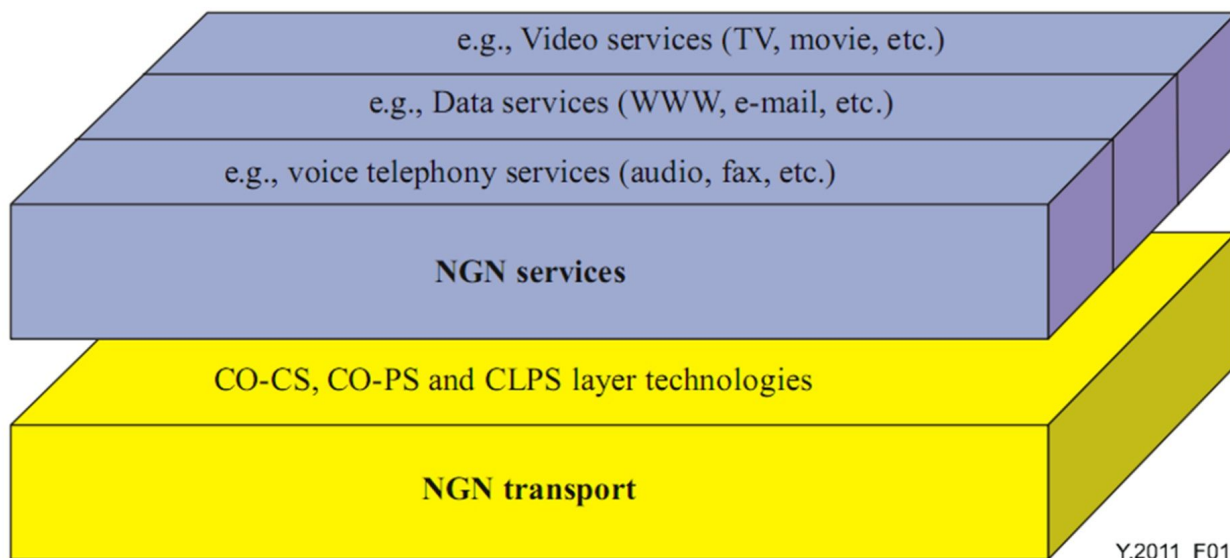 e.g., Video services (TV, movie, etc.)
e.g., Data services (WWW, e-mail, etc.)
e.g., voice telephony services (audio, fax, etc.)
NGN services
CO-CS, CO-PS and CLPS layer technologies
NGN transport
Y.2011_F01